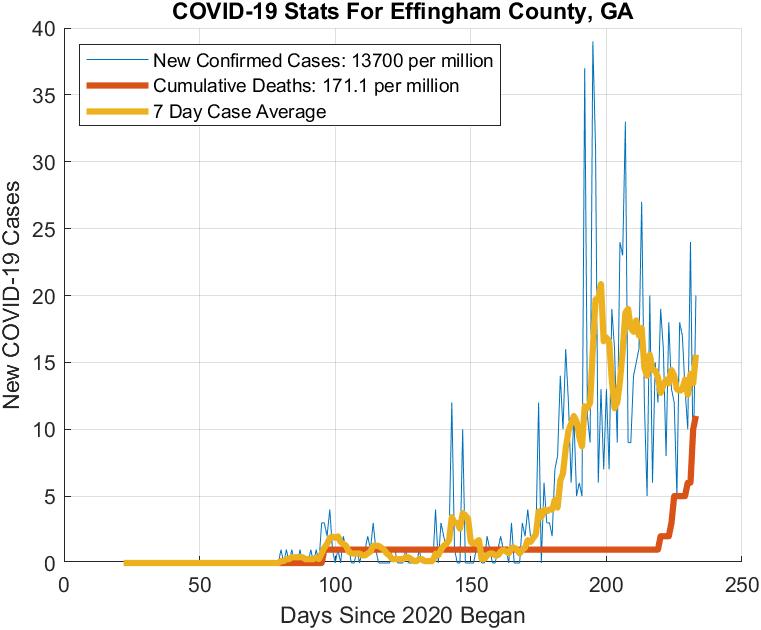 COVID-19 Stats For Effingham County, GA
New Confirmed Cases: 13700 per million
Cumulative Deaths: 171.1 per million
7 Day Case Average
New COVID-19 Cases
40
35
30
25
20
15
10
5
0
0 50 100 150 200 250
Days Since 2020 Began